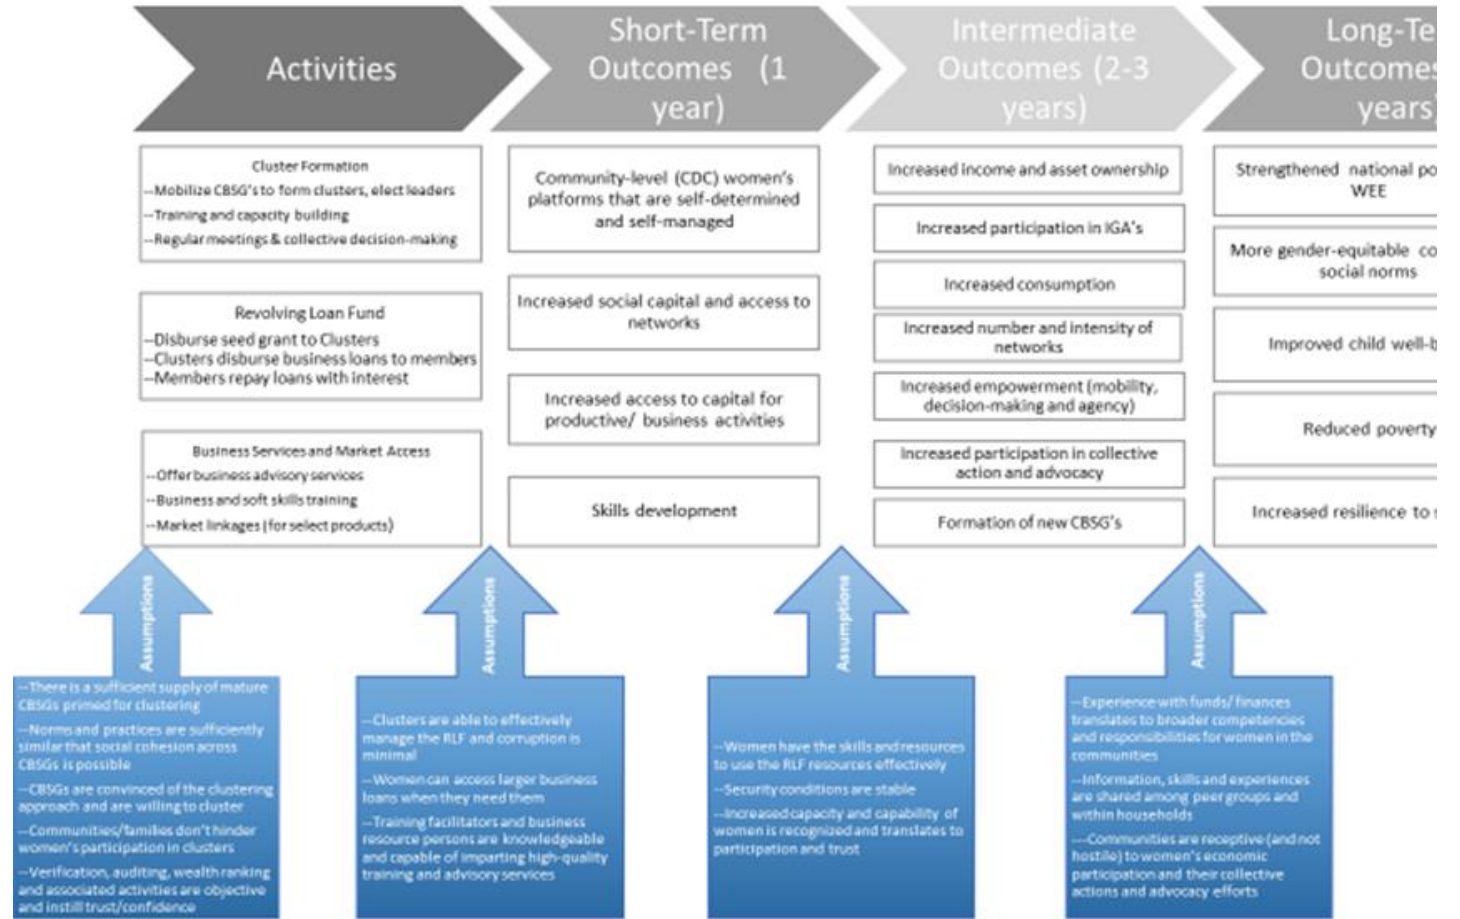 Activities
Short-Term
Outcomes (1
year)
Intermediate
Outcomes (2-3
years)
Long-Te
Outcomes
years)
Cluster Formation
--Mobilize CBSG's to form clusters, elect leaders
--Training and capacity building
--Regular meetings & collective decision-making
Revolving Loan Fund
--Disburse seed grant to Clusters
--Clusters disburse business loans to members
--Members repay loans with interest
Business Services and Market Access
--Offer business advisory services
--Business and soft skills training
--Market linkages (for select products)
Community-level (CDC) women's
platforms that are self-determined
and self-managed
Increased social capital and access to
networks
Increased access to capital for
productive/ business activities
Skills development
Increased income and asset ownership
Increased participation in IGA's
Increased consumption
Increased number and intensity of
networks
Increased empowerment (mobility,
decision-making and agency)
Increased participation in collective
action and advocacy
Formation of new CBSG's
Strengthened national po
WEE
More gender-equitable co
social norms
Improved child well-b
Reduced poverty
Increased resilience to s
Assumptions
--There is a sufficient supply of mature
CBSGs primed for clustering
--Norms and practices are sufficiently
similar that social cohesion across
CBSGs is possible
--CBSGs are convinced of the clustering
approach and are willing to cluster
--Communities/families don't hinder
women's participation in clusters
--Verification, auditing, wealth ranking
and associated activities are objective
and instill trust/confidence
Assumptions
--Clusters are able to effectively
manage the RLF and corruption is
minimal
--Women can access larger business
loans when they need them
--Training facilitators and business
resource persons are knowledgeable
and capable of imparting high-quality
training and advisory services
Assumptions
--Women have the skills and resources
to use the RLF resources effectively
--Security conditions are stable
--Increased capacity and capability of
women is recognized and translates to
participation and trust
Assumptions
--Experience with funds/ finances
translates to broader competencies
and responsibilities for women in the
communities
--Information, skills and experiences
are shared among peer groups and
within households
----Communities are receptive (and not
hostile) to women's economic
participation and their collective
actions and advocacy efforts